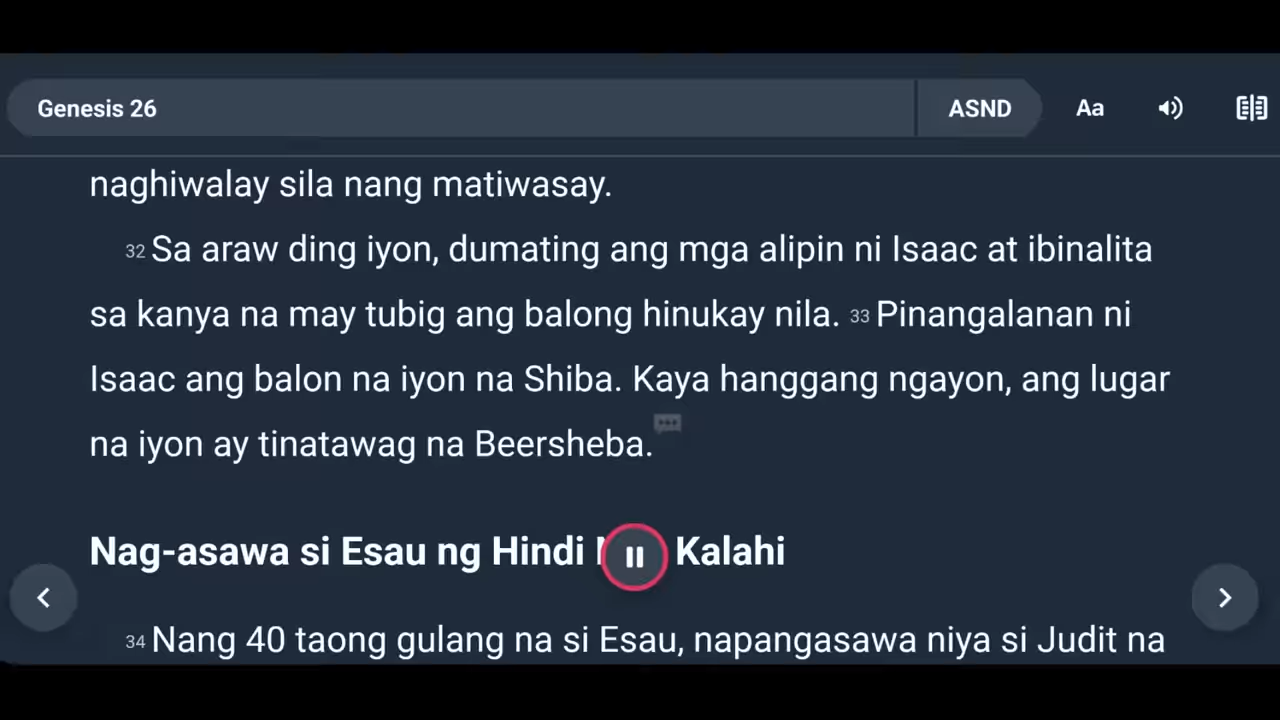 Genesis 26
ASND
Aa
naghiwalay sila nang matiwasay.
32 Sa araw ding iyon, dumating ang mga alipin ni Isaac at ibinalita
sa kanya na may tubig ang balong hinukay nila. 33 Pinangalanan ni
Isaac ang balon na iyon na Shiba. Kaya hanggang ngayon, ang lugar
na iyon ay tinatawag na Beersheba.
Nag-asawa si Esau ng Hindi Kalahi
34 Nang 40 taong gulang na si Esau, napangasawa niya si Judit na